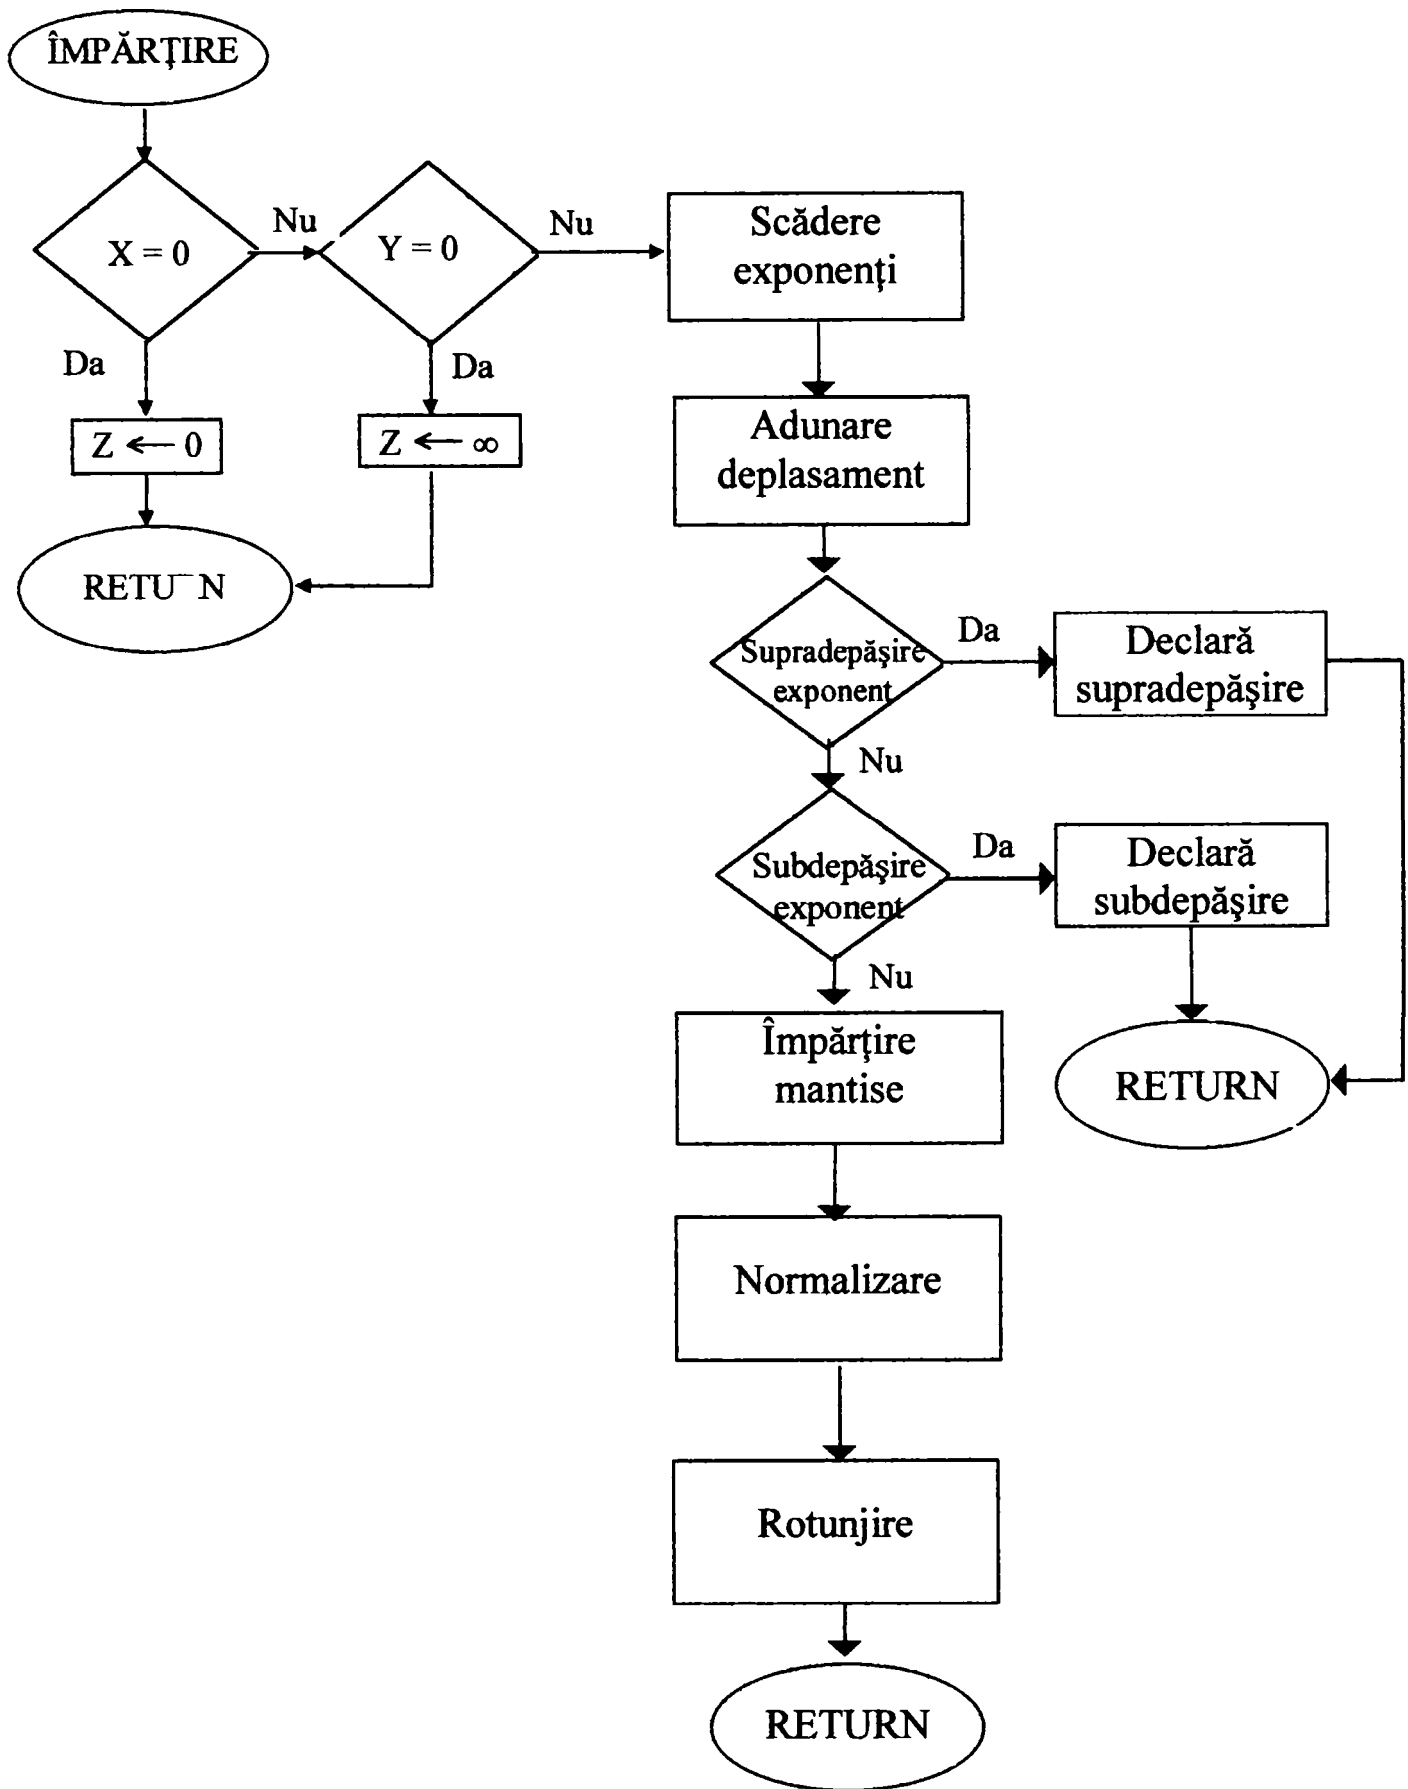 ÎMPĂRŢIRE
X = 0
Nu
Y = 0
Nu
Scădere
exponenţi
Da
Z ← 0
Da
Z ← ∞
RETU N
Adunare
deplasament
Supradepăşire
exponent
Da
Declară
supradepăşire
Nu
Subdepăşire
exponent
Da
Declară
subdepăşire
Nu
Împărţire
mantise
RETURN
Normalizare
Rotunjire
RETURN